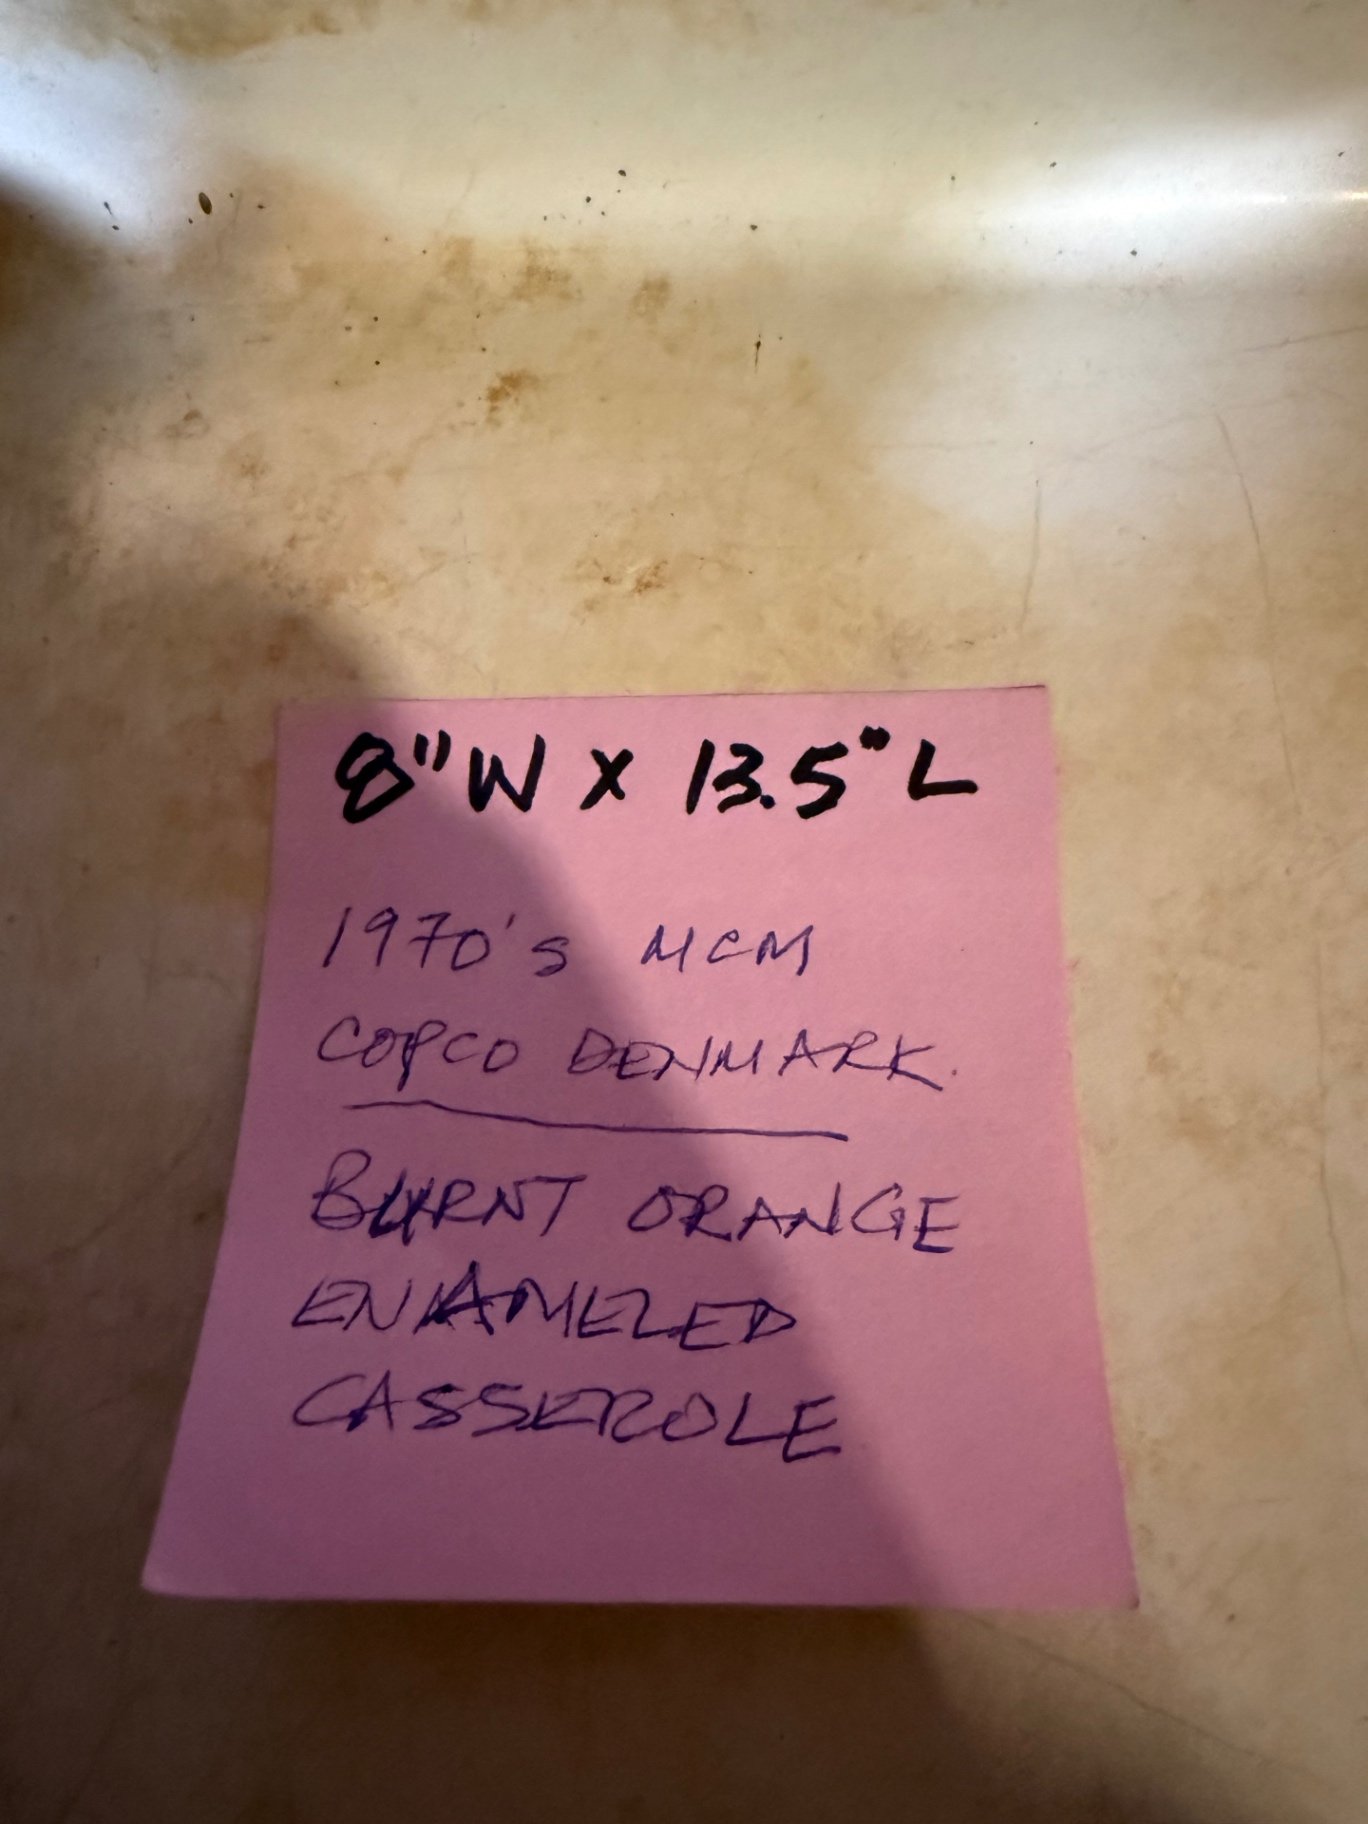 8" W X 13.5" L
1970's MCM
COPCO DENMARK.
BURNT ORANGE
ENAMELED
CASSEROLE